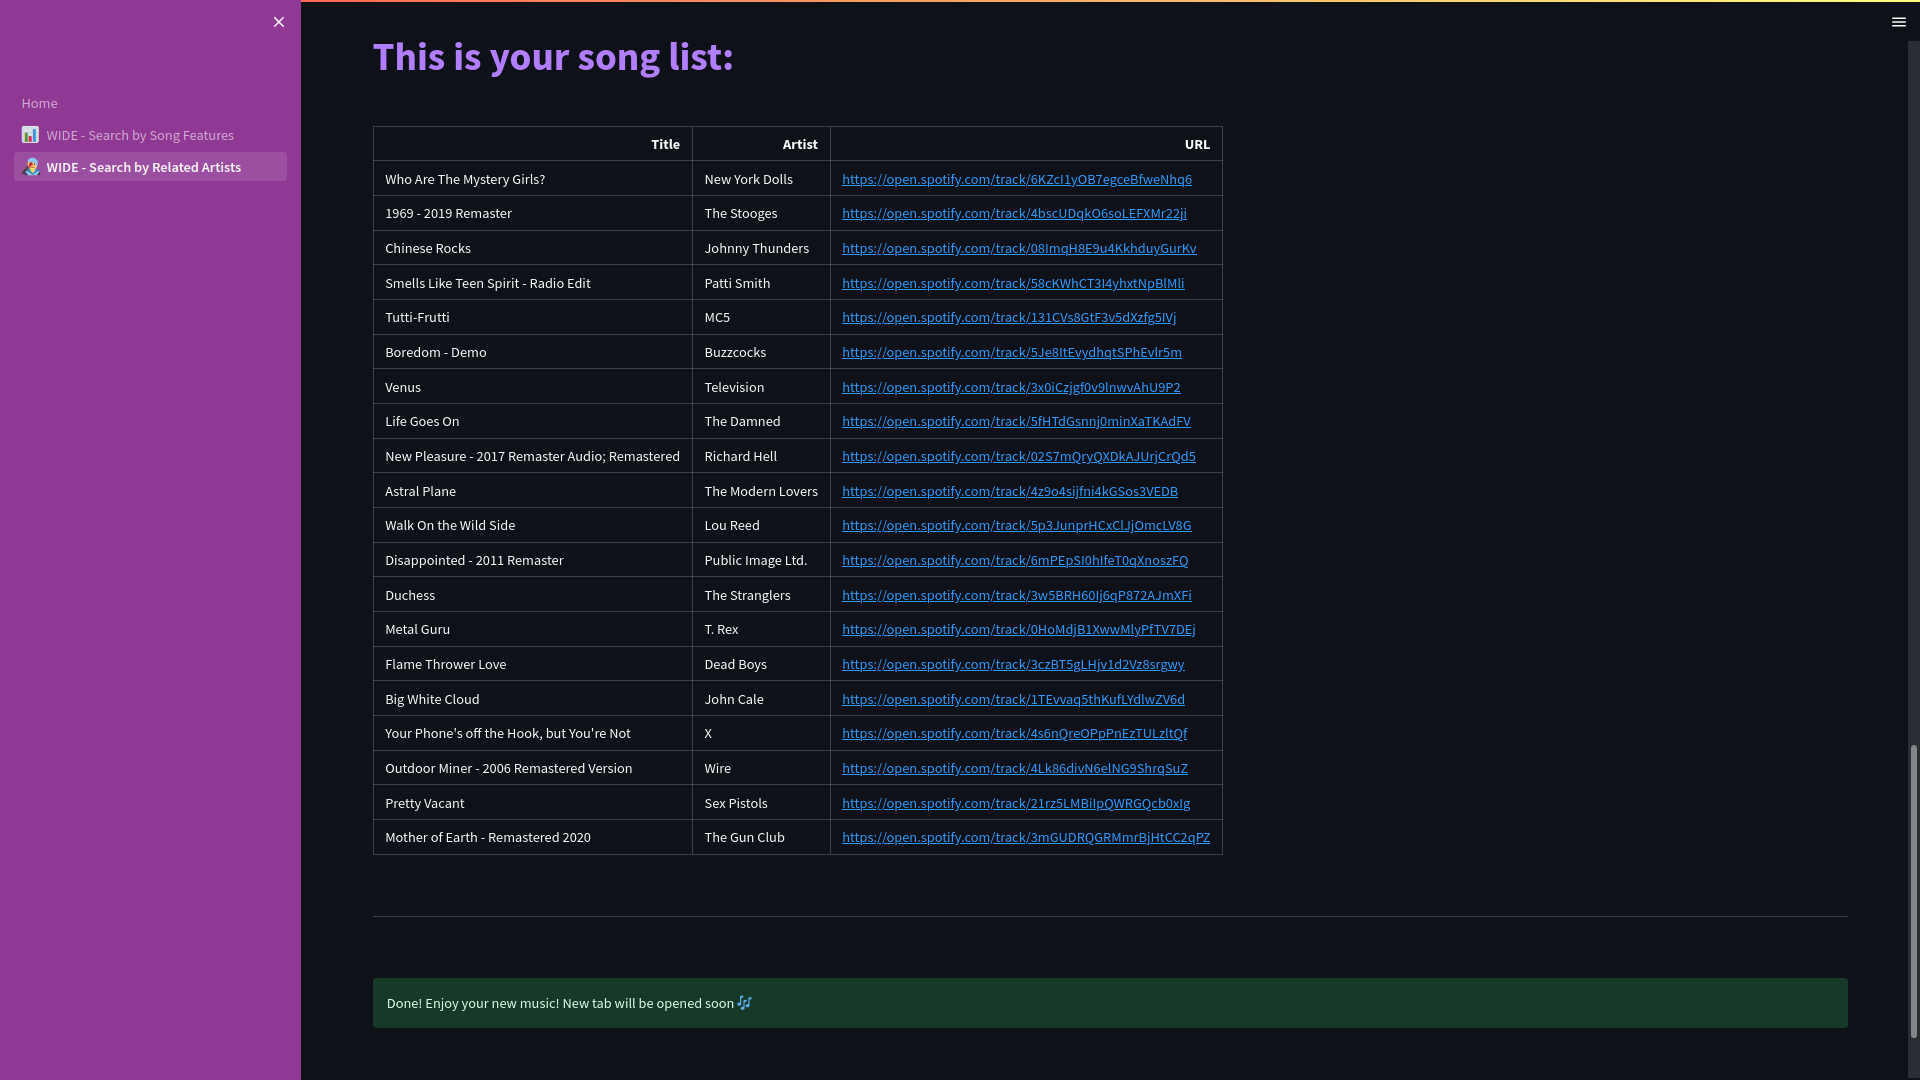 Home
WIDE - Search by Song Features
WIDE - Search by Related Artists
This is your song list:
Title Artist URL
Who Are The Mystery Girls? New York Dolls https://open.spotify.com/track/6KZcI1yOB7egceBfweNhq6
1969 - 2019 Remaster The Stooges https://open.spotify.com/track/4bscUDqkO6soLEFXMr22ji
Chinese Rocks Johnny Thunders https://open.spotify.com/track/08ImqH8E9u4KkhduyGurKv
Smells Like Teen Spirit - Radio Edit Patti Smith https://open.spotify.com/track/58cKWhCT3I4yhxtNpBlMli
Tutti-Frutti MC5 https://open.spotify.com/track/131CVs8GtF3v5dXzfg5IVj
Boredom - Demo Buzzcocks https://open.spotify.com/track/5Je8ItEvydhqtSPhEvlr5m
Venus Television https://open.spotify.com/track/3x0iCzjgf0v9lnwvAhU9P2
Life Goes On The Damned https://open.spotify.com/track/5fHTdGsnnj0minXaTKAdFV
New Pleasure - 2017 Remaster Audio; Remastered Richard Hell https://open.spotify.com/track/02S7mQryQXDkAJUrjCrQd5
Astral Plane The Modern Lovers https://open.spotify.com/track/4z9o4sijfni4kGSos3VEDB
Walk On the Wild Side Lou Reed https://open.spotify.com/track/5p3JunprHCxClJjOmcLV8G
Disappointed - 2011 Remaster Public Image Ltd. https://open.spotify.com/track/6mPEpSI0hIfeT0qXnoszFQ
Duchess The Stranglers https://open.spotify.com/track/3w5BRH60Ij6qP872AJmXFi
Metal Guru T. Rex https://open.spotify.com/track/0HoMdjB1XwwMlyPfTV7DEj
Flame Thrower Love Dead Boys https://open.spotify.com/track/3czBT5gLHjv1d2Vz8srgwy
Big White Cloud John Cale https://open.spotify.com/track/1TEvvaq5thKufLYdlwZV6d
Your Phone's off the Hook, but You're Not X https://open.spotify.com/track/4s6nQreOPpPnEzTULzltQf
Outdoor Miner - 2006 Remastered Version Wire https://open.spotify.com/track/4Lk86divN6elNG9ShrqSuZ
Pretty Vacant Sex Pistols https://open.spotify.com/track/21rz5LMBiIpQWRGQcb0xIg
Mother of Earth - Remastered 2020 The Gun Club https://open.spotify.com/track/3mGUDRQGRMmrBjHtCC2qPZ
Done! Enjoy your new music! New tab will be opened soon 🎶